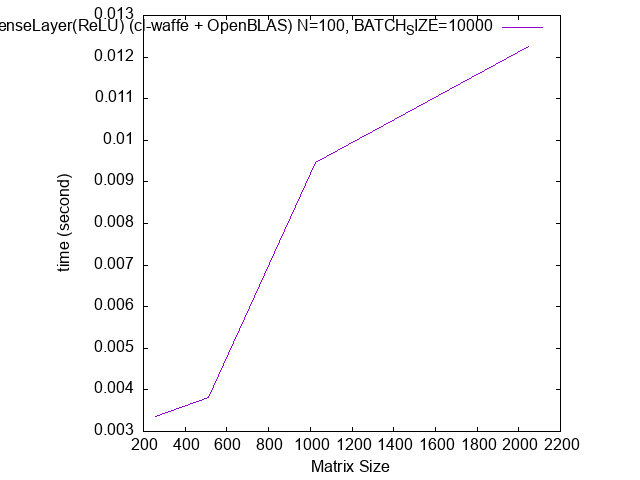 0.013
enseLayer(ReLU) (cl-waffe + OpenBLAS) N=100, BATCHSIZE=10000
0.012
0.011
0.01
0.009
0.008
0.007
0.006
0.005
0.004
0.003
time (second)
200 400 600 800 1000 1200 1400 1600 1800 2000 2200
Matrix Size